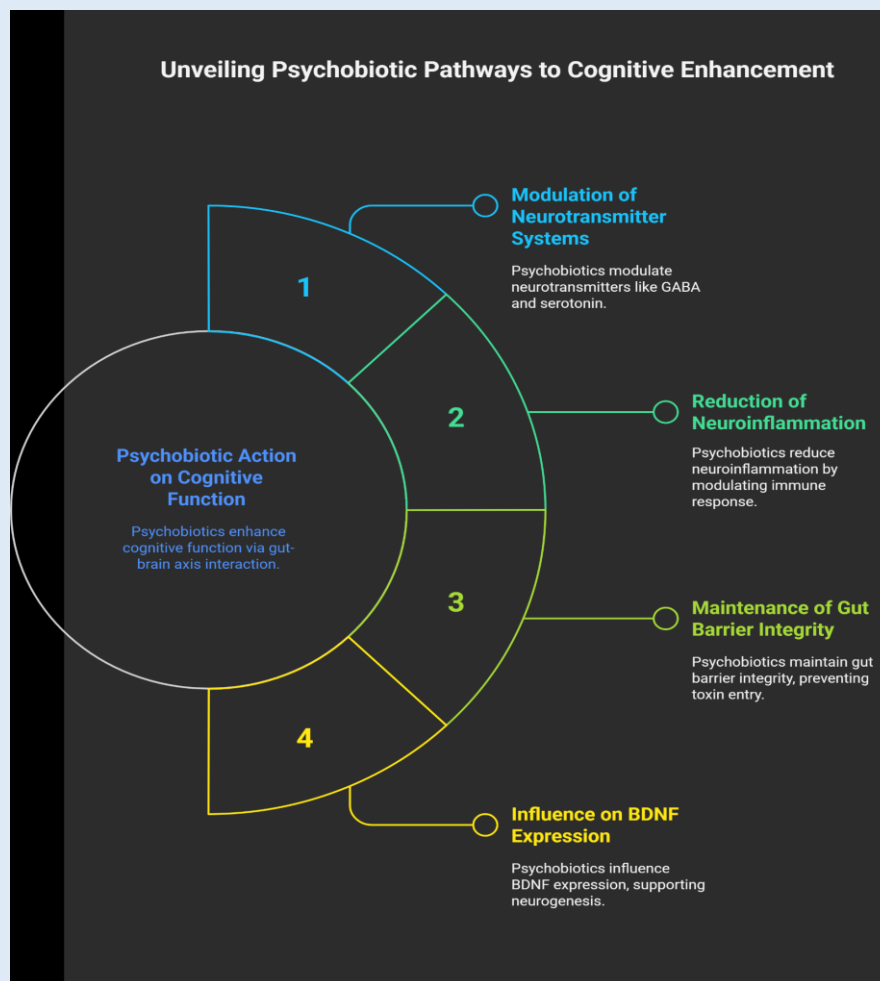 Unveiling Psychobiotic Pathways to Cognitive Enhancement
Modulation of
Neurotransmitter
Systems
Psychobiotics modulate
neurotransmitters like GABA
and serotonin.
1
2
Reduction of
Neuroinflammation
Psychobiotics reduce
neuroinflammation by
modulating immune
response.
Psychobiotic Action
on Cognitive
Function
Psychobiotics enhance
cognitive function via gut-
brain axis interaction.
3
Maintenance of Gut
Barrier Integrity
Psychobiotics maintain gut
barrier integrity, preventing
toxin entry.
4
Influence on BDNF
Expression
Psychobiotics influence
BDNF expression, supporting
neurogenesis.